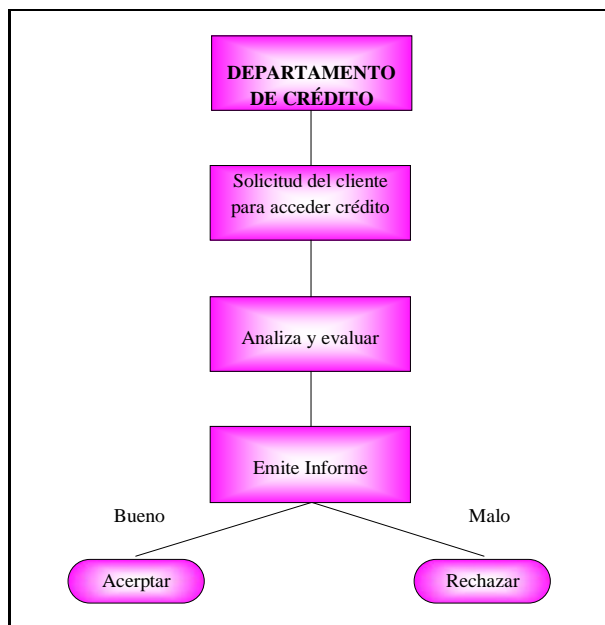 DEPARTAMENTO
DE CRÉDITO
Solicitud del cliente
para acceder crédito
Analiza y evaluar
Emite Informe
Bueno
Malo
Acerptar
Rechazar